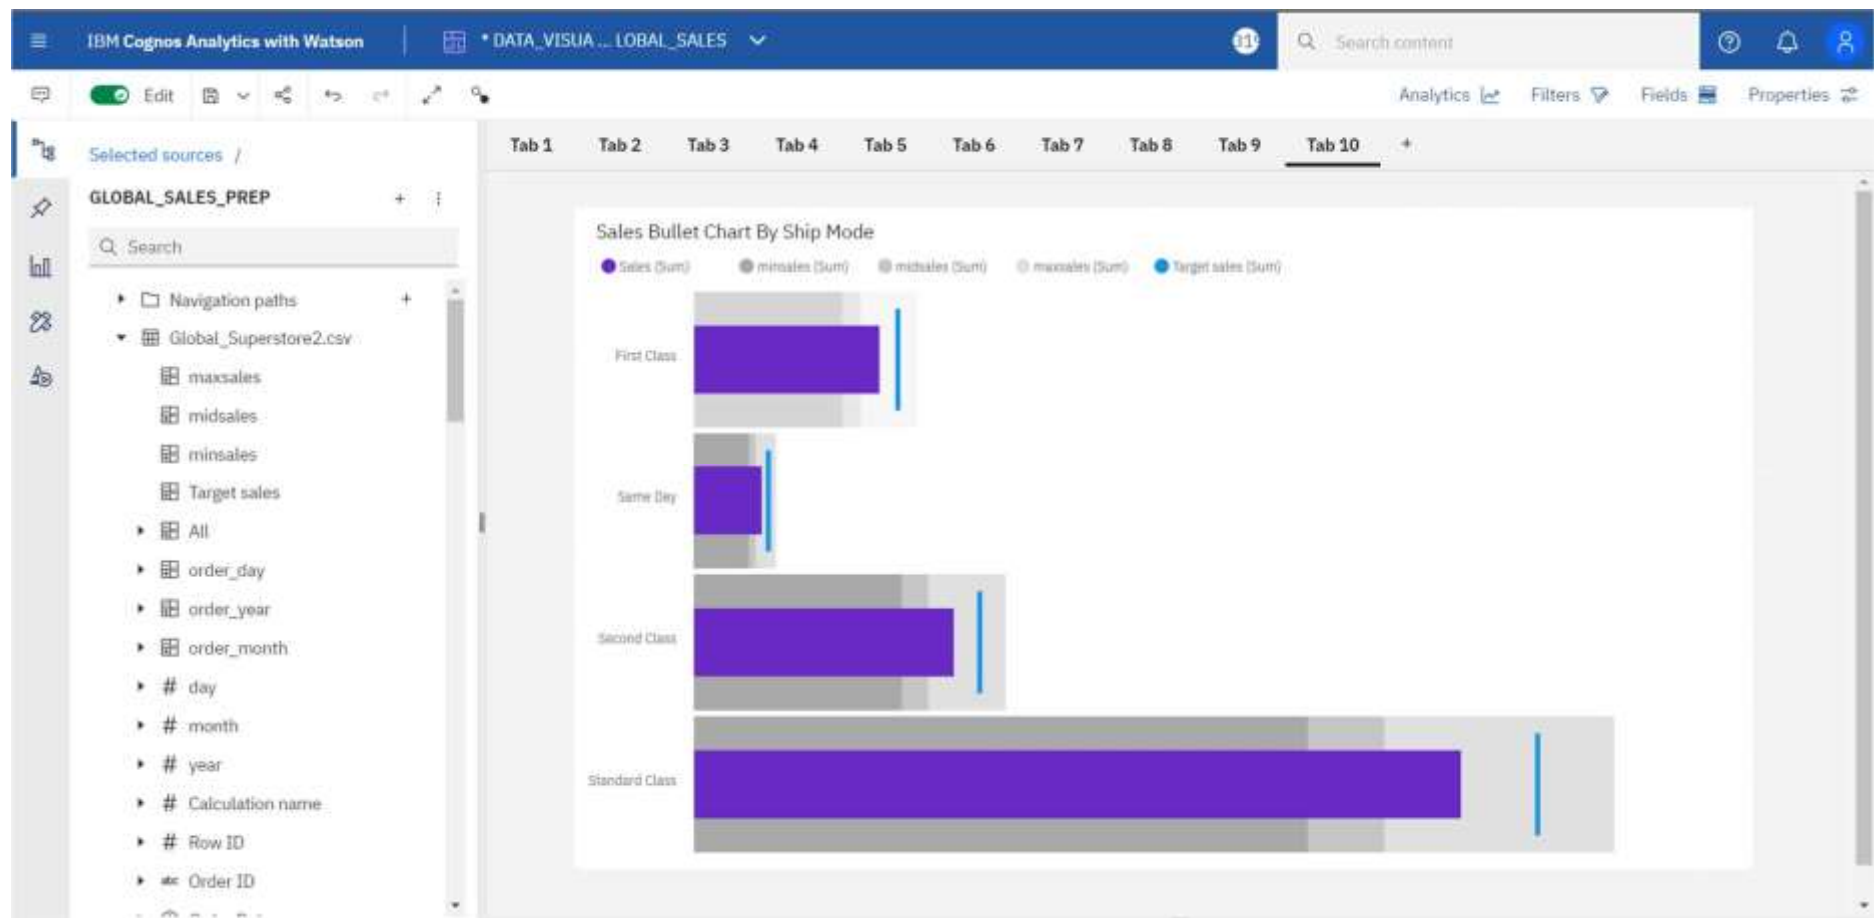 IBM Cognos Analytics with Watson
* DATA_VISUA ... LOBAL_SALES
Search content
Edit
Analytics
Filters
Fields
Properties
Selected sources /
GLOBAL_SALES_PREP
Search
Navigation paths
Global_Superstore2.csv
maxsales
midsales
minsales
Target sales
All
order_day
order_year
order_month
# day
# month
# year
# Calculation name
# Row ID
abc Order ID
Tab 1 Tab 2 Tab 3 Tab 4 Tab 5 Tab 6 Tab 7 Tab 8 Tab 9 Tab 10 +
Sales Bullet Chart By Ship Mode
Sales (Sum) minsales (Sum) midsales (Sum) maxsales (Sum) Target sales (Sum)
First Class
Same Day
Second Class
Standard Class